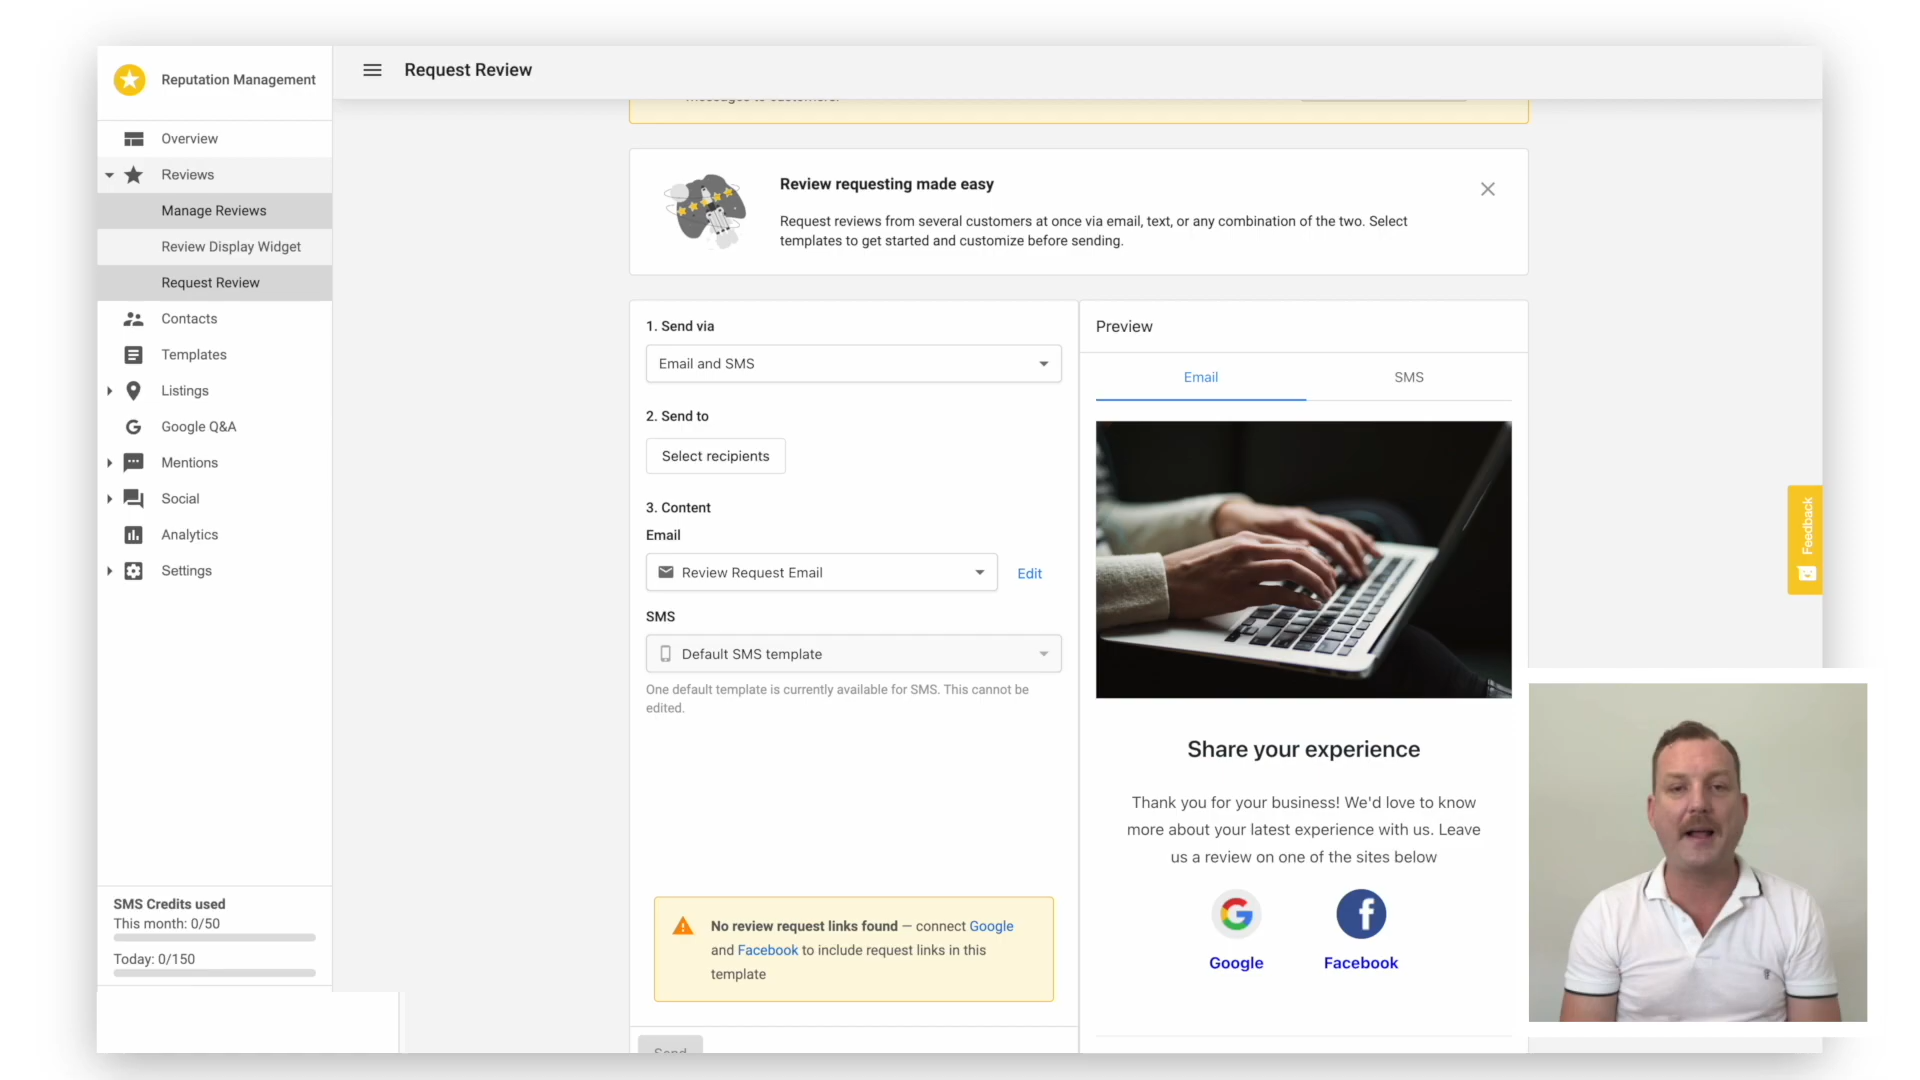 Reputation Management
Request Review
Overview
Reviews
Manage Reviews
Review Display Widget
Request Review
Contacts
Templates
Listings
Google Q&A
Mentions
Social
Analytics
Settings
SMS Credits used
This month: 0/50
Today: 0/150
messages to customers.
Review requesting made easy
Request reviews from several customers at once via email, text, or any combination of the two. Select
templates to get started and customize before sending.
1. Send via
Email and SMS
2. Send to
Select recipients
3. Content
Email
Review Request Email
Edit
SMS
Default SMS template
One default template is currently available for SMS. This cannot be
edited.
No review request links found — connect Google
and Facebook to include request links in this
template
Send
Preview
Email
SMS
Share your experience
Thank you for your business! We'd love to know
more about your latest experience with us. Leave
us a review on one of the sites below
Google
Facebook
Feedback